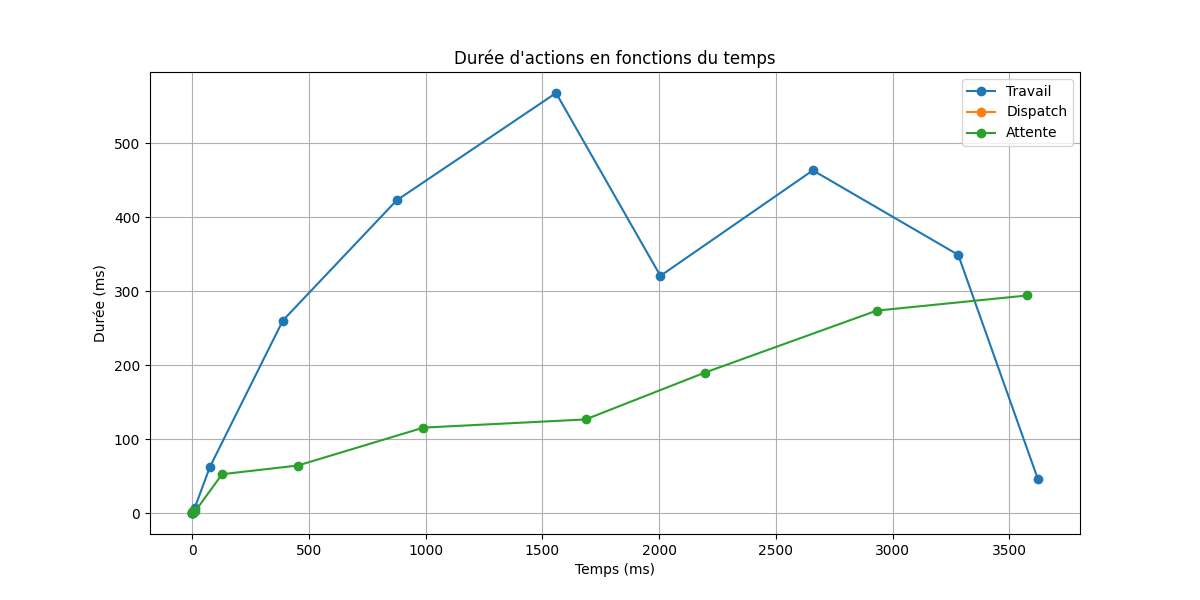 Durée d'actions en fonctions du temps
Travail
Dispatch
Attente
Durée (ms)
500
400
300
200
100
0
0 500 1000 1500 2000 2500 3000 3500
Temps (ms)